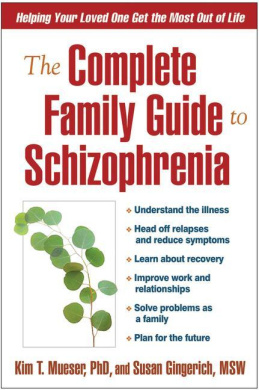 Helping Your Loved One Get the Most Out of Life
The Complete
Family Guide to
Schizophrenia
❖ Understand the illness
❖ Head off relapses
and reduce symptoms
❖ Learn about recovery
❖ Improve work and
relationships
❖ Solve problems as
a family
❖ Plan for the future
Kim T. Mueser, PhD, and Susan Gingerich, MSW